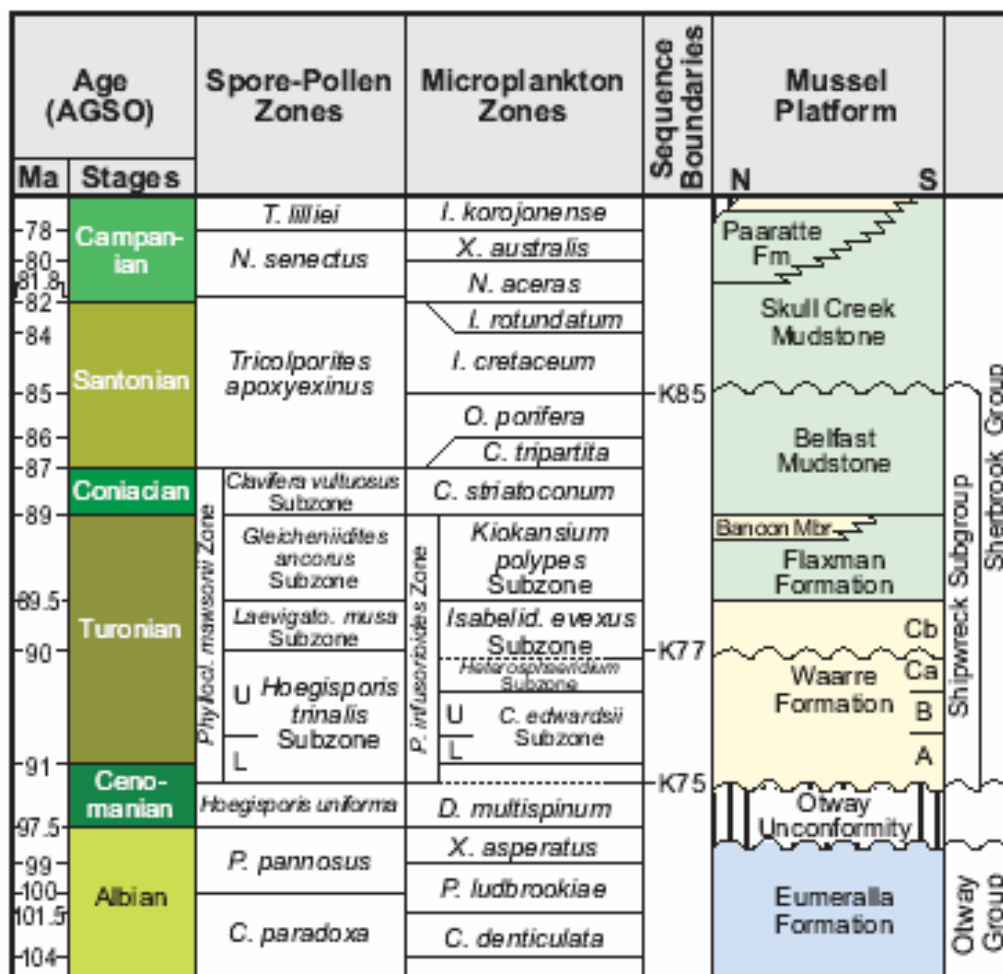 Age
(AGSO)
Spore-Pollen
Zones
Microplankton
Zones
Sequence
Boundaries
Mussel
Platform
Ma
Stages
N
S
78
80
81.8
82
84
85
86
87
89
89.5
90
91
97.5
99
100
101.5
104
Campan-
ian
Santonian
Coniacian
Turonian
Ceno-
manian
Albian
T. lilliei
N. senectus
Tricolporites
apoxyexinus
Phyllocl. mawsonii Zone
Clavifera vultuosus
Subzone
Gleicheniidites
ancorus
Subzone
Laevigato. musa
Subzone
U
Hoegisporis
trinalis
Subzone
L
Hoegisporis uniforma
P. pannosus
C. paradoxa
I. korojonense
X. australis
N. aceras
I. rotundatum
I. cretaceum
O. porifera
C. tripartita
C. striatoconum
P. infusorioides Zone
Kiokansium
polypes
Subzone
Isabelid. evexus
Subzone
Heterosphaeridium
Subzone
U
C. edwardsii
Subzone
L
D. multispinum
X. asperatus
P. ludbrookiae
C. denticulata
K85
K77
K75
Paaratte
Fm
Skull Creek
Mudstone
Belfast
Mudstone
Banoon Mbr
Flaxman
Formation
Cb
Waarre
Formation
Ca
B
A
Otway
Unconformity
Eumeralla
Formation
Shipwreck Subgroup
Sherbrook Group
Otway
Group